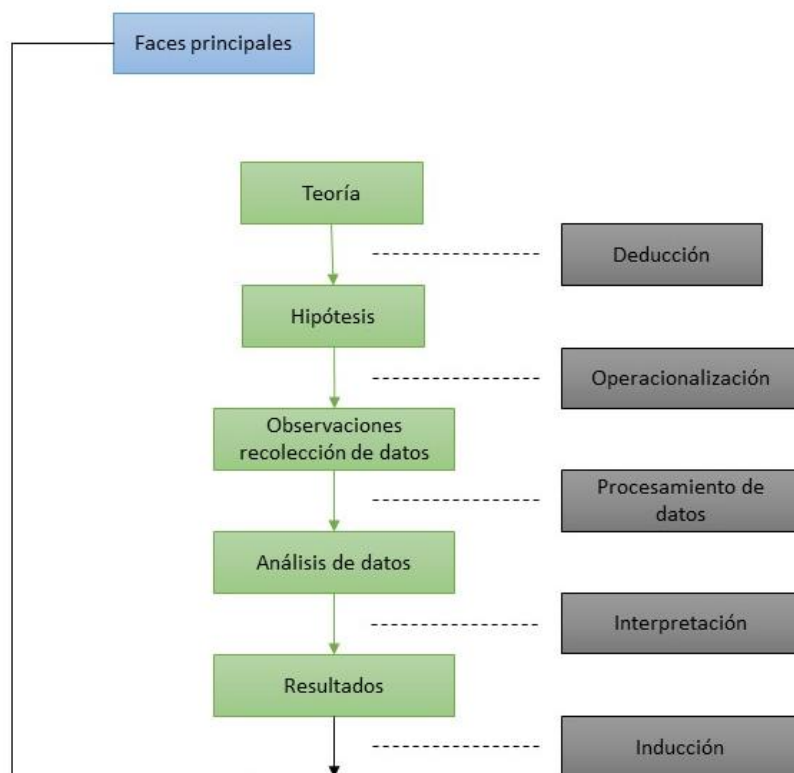 Faces principales
Teoría
Deducción
Hipótesis
Operacionalización
Observaciones
recolección de datos
Procesamiento de
datos
Análisis de datos
Interpretación
Resultados
Inducción